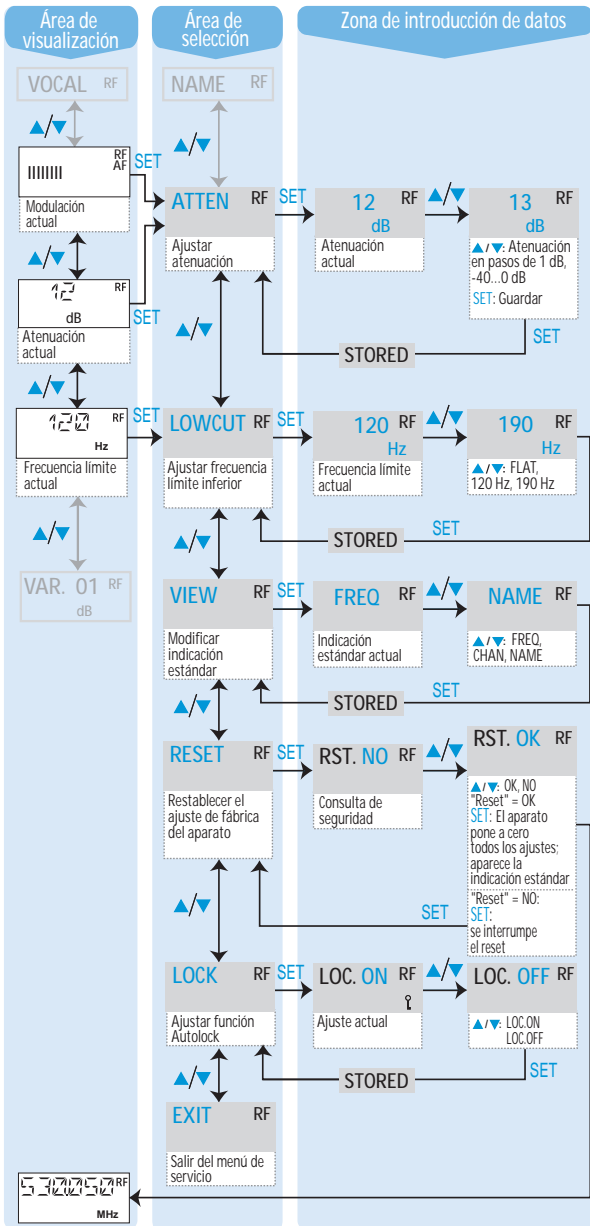 Área de
visualización
Área de
selección
Zona de introducción de datos
VOCAL RF
NAME RF
▲/▼
▲/▼
RF
AF
SET
Modulación
actual
ATTEN RF
Ajustar
atenuación
SET
12 RF
dB
Atenuación
actual
▲/▼
13 RF
dB
▲/▼: Atenuación
en pasos de 1 dB,
-40...0 dB
SET: Guardar
SET
STORED
▲/▼
12 RF
dB
SET
Atenuación
actual
▲/▼
▲/▼
120 RF
Hz
SET
Frecuencia límite
actual
LOWCUT RF
Ajustar frecuencia
límite inferior
SET
120 RF
Hz
Frecuencia límite
actual
▲/▼
190 RF
Hz
▲/▼: FLAT,
120 Hz, 190 Hz
SET
STORED
▲/▼
▲/▼
VAR. 01 RF
dB
VIEW RF
Modificar
indicación
estándar
SET
FREQ RF
Indicación
estándar actual
▲/▼
NAME RF
▲/▼: FREQ,
CHAN, NAME
SET
STORED
▲/▼
RESET RF
Restablecer el
ajuste de fábrica
del aparato
SET
RST. NO RF
Consulta de
seguridad
▲/▼
RST. OK RF
▲/▼: OK, NO
"Reset" = OK
SET: El aparato
pone a cero
todos los ajustes;
aparece la
indicación estándar
"Reset" = NO:
SET:
se interrumpe
el reset
SET
▲/▼
LOCK RF
Ajustar función
Autolock
SET
LOC. ON RF
Ajuste actual
▲/▼
LOC. OFF RF
▲/▼: LOC.ON
LOC.OFF
SET
STORED
▲/▼
EXIT RF
Salir del menú de
servicio
530.050 RF
MHz